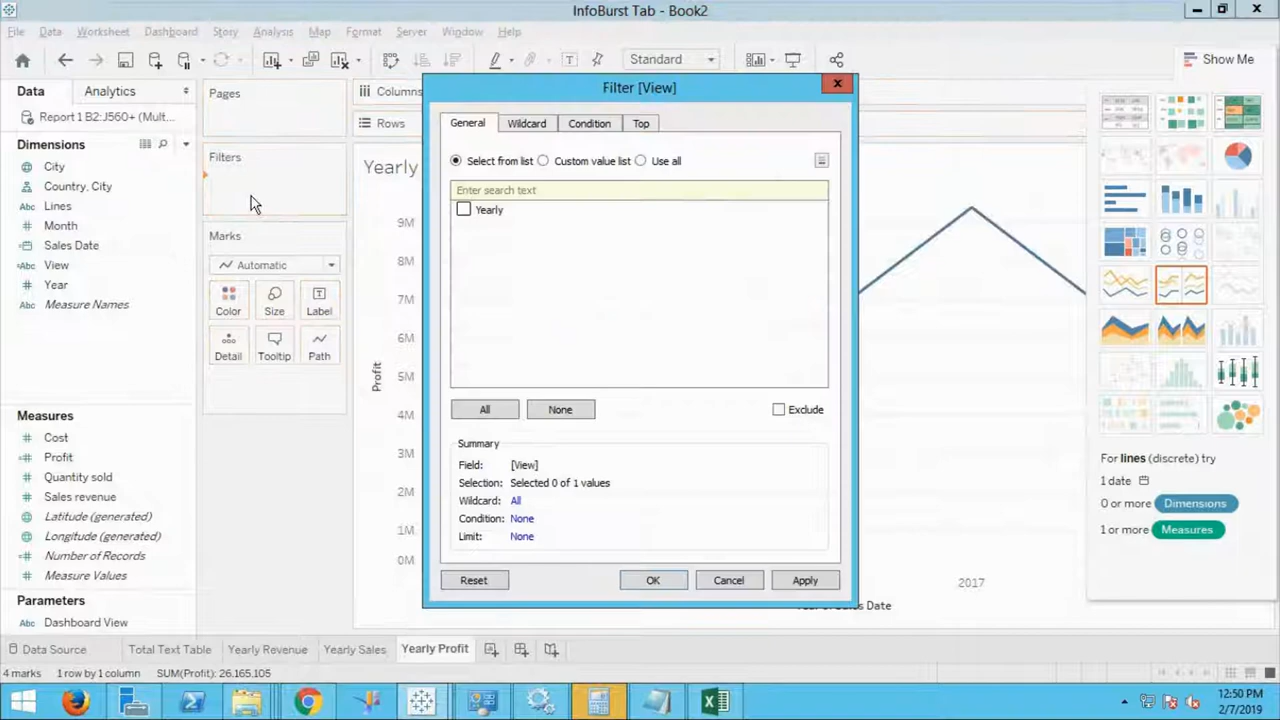 InfoBurst Tab - Book2
File Data Worksheet Dashboard Story Analysis Map Format Server Window Help
Standard
Show Me
Data Analytics
Report 1 B2:J560+ (Mult...
Dimensions
City
Country, City
Abc Lines
Month
Sales Date
Abc View
Year
Abc Measure Names
Measures
Cost
Profit
Quantity sold
Sales revenue
Latitude (generated)
Longitude (generated)
Number of Records
Measure Values
Parameters
Dashboard View
Pages
Filters
Marks
Automatic
Color Size Label
Detail Tooltip Path
Columns
Rows
Yearly
Profit
9M
8M
7M
6M
5M
4M
3M
2M
1M
0M
2017
Year of Sales Date
Filter [View]
General Wildcard Condition Top
Select from list Custom value list Use all
Enter search text
Yearly
All None Exclude
Summary
Field: [View]
Selection: Selected 0 of 1 values
Wildcard: All
Condition: None
Limit: None
Reset OK Cancel Apply
For lines (discrete) try
1 date
0 or more Dimensions
1 or more Measures
Data Source Total Text Table Yearly Revenue Yearly Sales Yearly Profit
4 marks 1 row by 1 column SUM(Profit): 26.165,105
12:50 PM
2/7/2019